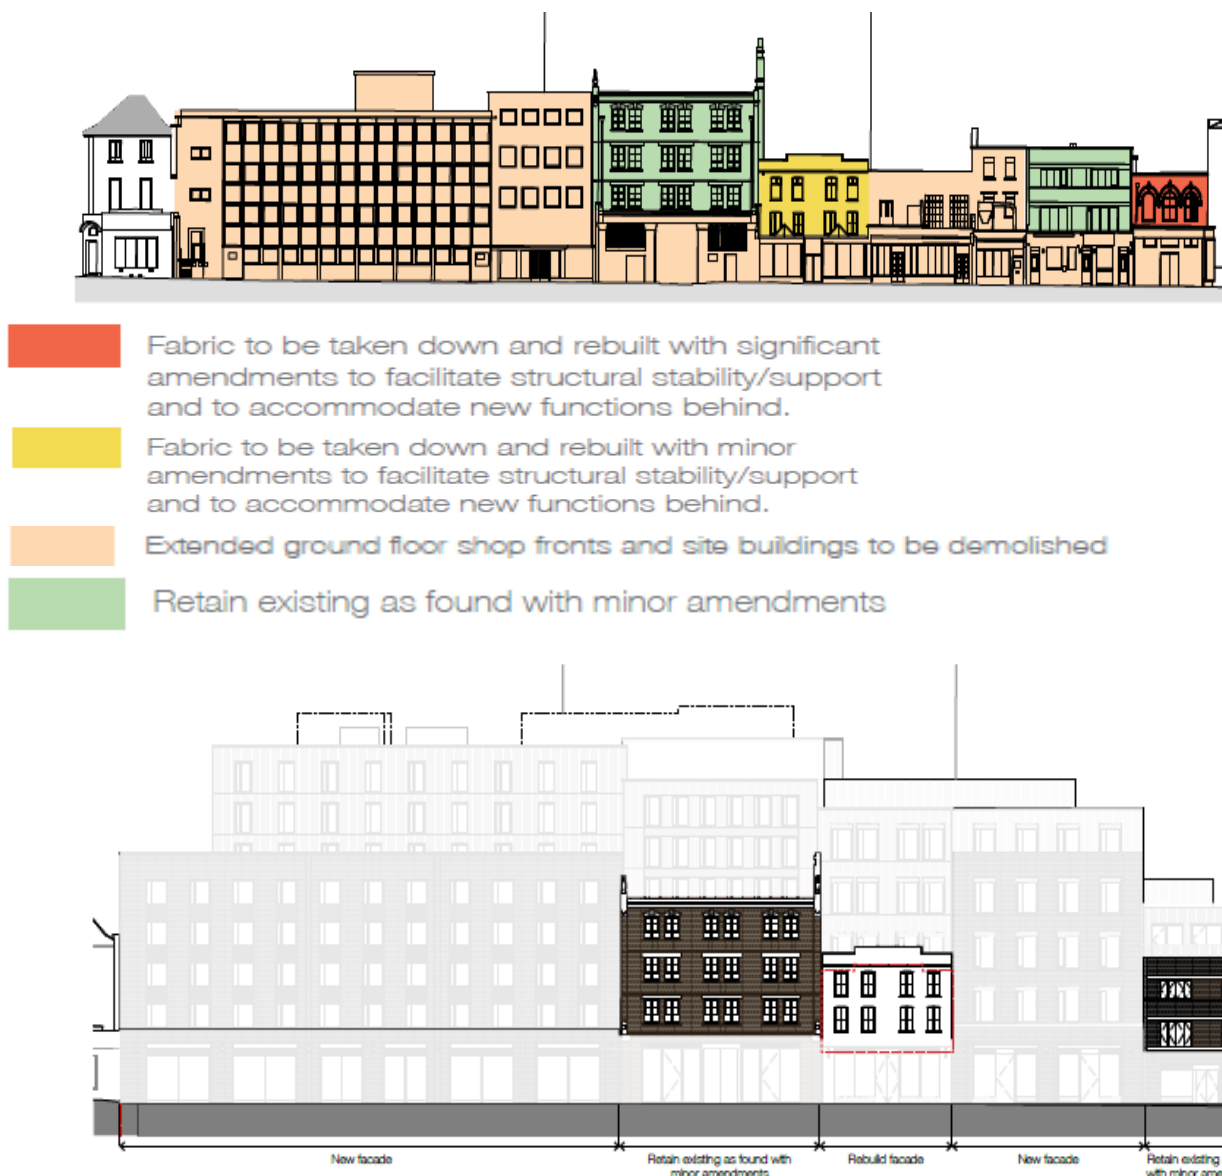 Fabric to be taken down and rebuilt with significant
amendments to facilitate structural stability/support
and to accommodate new functions behind.
Fabric to be taken down and rebuilt with minor
amendments to facilitate structural stability/support
and to accommodate new functions behind.
Extended ground floor shop fronts and site buildings to be demolished
Retain existing as found with minor amendments
New facade
Retain existing as found with
minor amendments
Rebuild facade
New facade
Retain existing
with minor